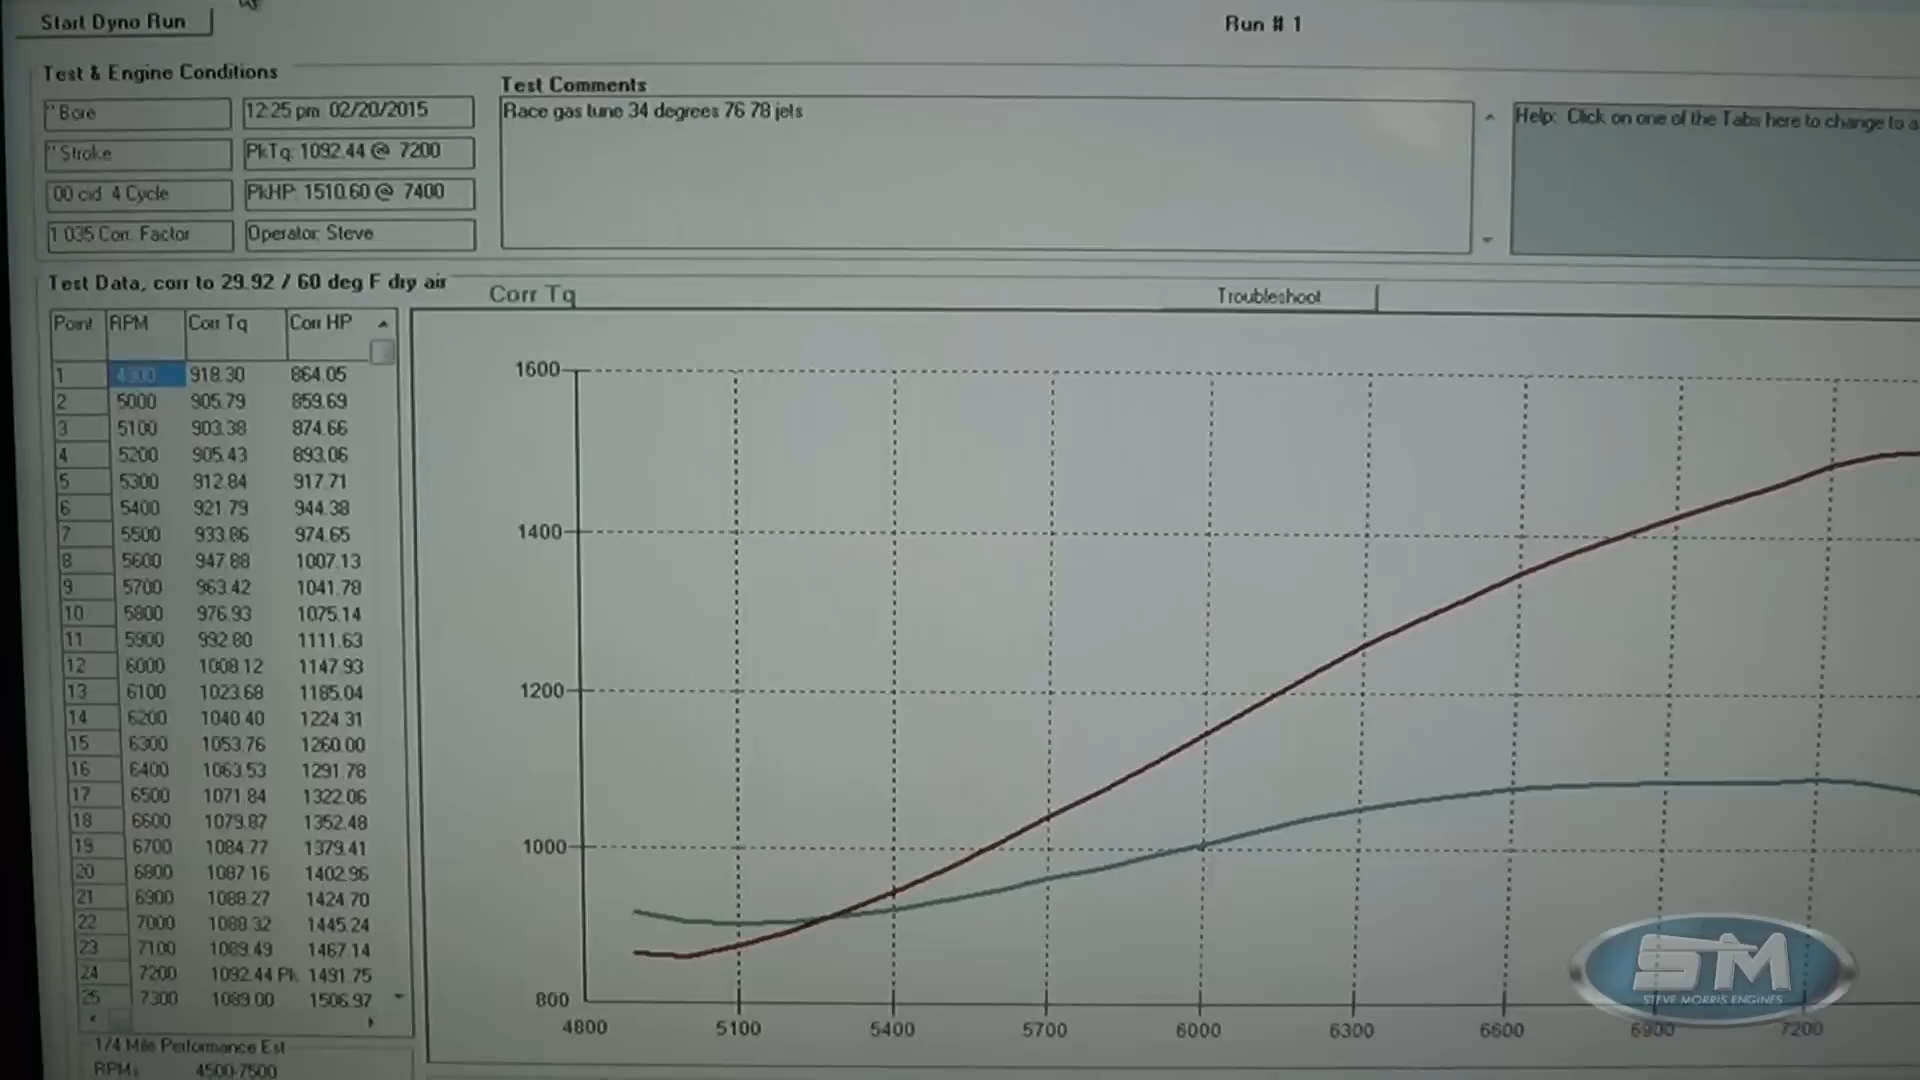 Start Dyno Run
Run # 1
Test & Engine Conditions
" Bore
12:25 pm 02/20/2015
" Stroke
PkTq: 1092.44 @ 7200
00 cid 4 Cycle
PkHP: 1510.60 @ 7400
1.035 Corr. Factor
Operator: Steve
Test Comments
Race gas tune 34 degrees 76 78 jets
Help: Click on one of the Tabs here to change to a
Test Data, corr to 29.92 / 60 deg F dry air
Corr Tq
Troubleshoot
Point RPM Corr Tq Corr HP
1 4900 918.30 864.05
2 5000 905.79 859.69
3 5100 903.38 874.66
4 5200 905.43 893.06
5 5300 912.84 917.71
6 5400 921.79 944.38
7 5500 933.86 974.65
8 5600 947.88 1007.13
9 5700 963.42 1041.78
10 5800 976.93 1075.14
11 5900 992.80 1111.63
12 6000 1008.12 1147.93
13 6100 1023.68 1185.04
14 6200 1040.40 1224.31
15 6300 1053.76 1260.00
16 6400 1063.53 1291.78
17 6500 1071.84 1322.06
18 6600 1079.87 1352.48
19 6700 1084.77 1379.41
20 6800 1087.16 1402.96
21 6900 1088.27 1424.70
22 7000 1088.32 1445.24
23 7100 1089.49 1467.14
24 7200 1092.44 Pk 1491.75
25 7300 1089.00 1506.97
1/4 Mile Performance Est
RPMs 4500-7500
1600
1400
1200
1000
800
4800 5100 5400 5700 6000 6300 6600 6900 7200
SM
STEVE MORRIS ENGINES